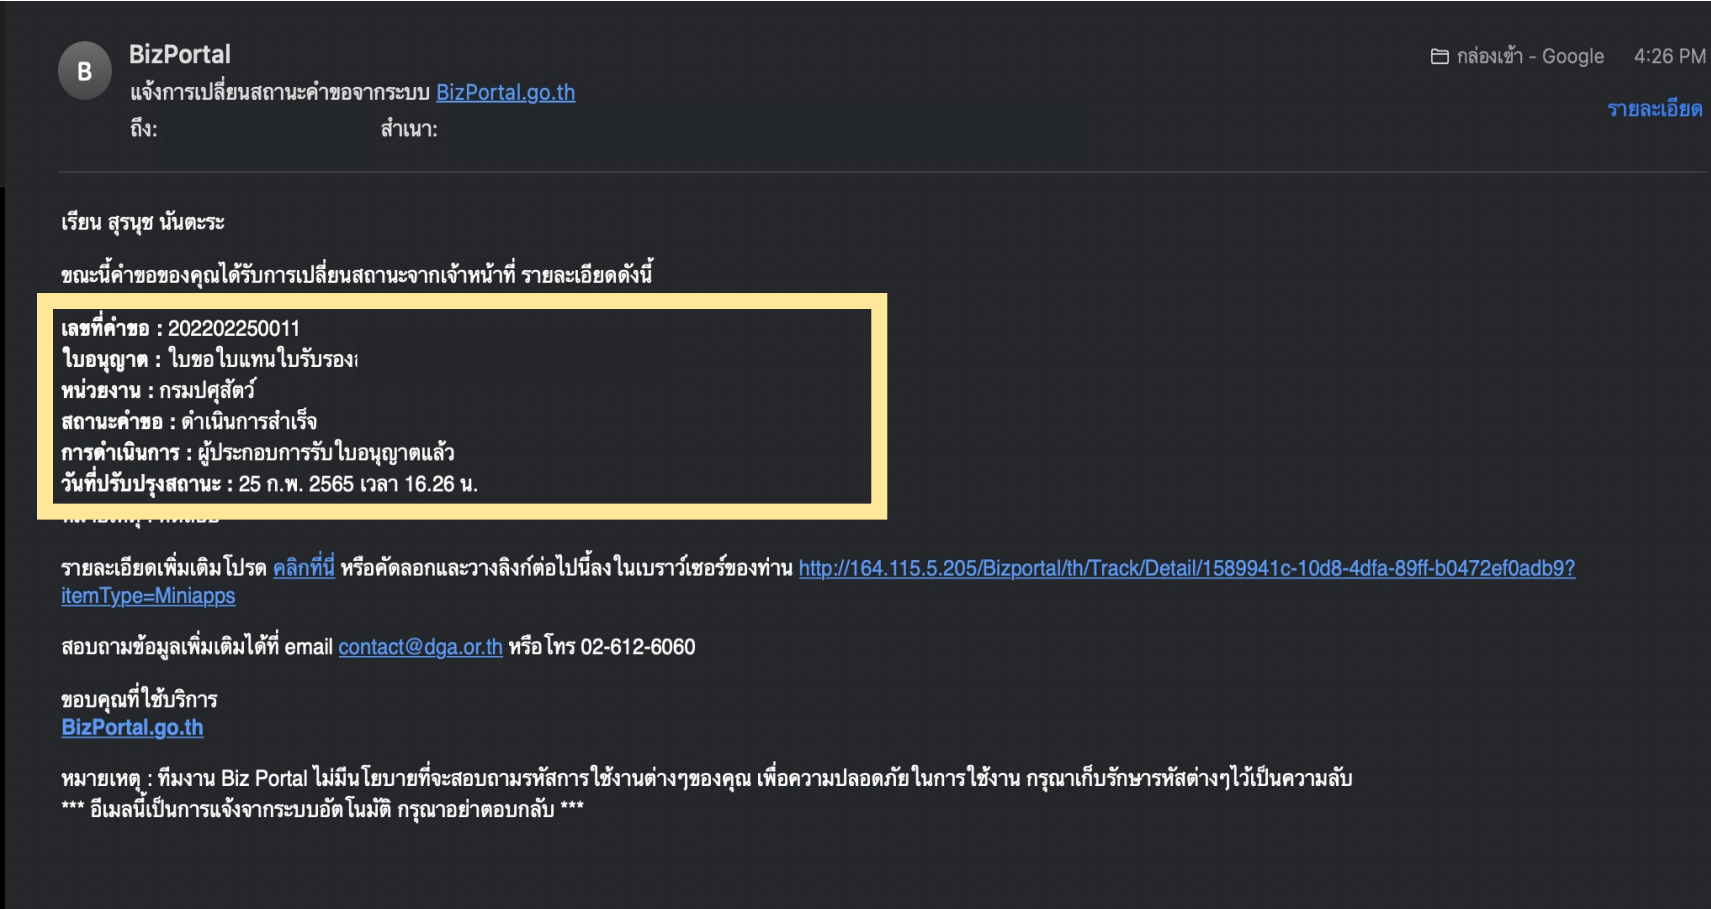 B
BizPortal
กล่องเข้า - Google 4:26 PM
แจ้งการเปลี่ยนสถานะคำขอจากระบบ BizPortal.go.th
รายละเอียด
ถึง: สำเนา:
เรียน สุรนุช นันตะระ
ขณะนี้คำขอของคุณได้รับการเปลี่ยนสถานะจากเจ้าหน้าที่ รายละเอียดดังนี้
เลขที่คำขอ : 202202250011
ใบอนุญาต : ใบขอใบแทนใบรับรอง
หน่วยงาน : กรมปศุสัตว์
สถานะคำขอ : ดำเนินการสำเร็จ
การดำเนินการ : ผู้ประกอบการรับใบอนุญาตแล้ว
วันที่ปรับปรุงสถานะ : 25 ก.พ. 2565 เวลา 16.26 น.
รายละเอียดเพิ่มเติมโปรด คลิกที่นี่ หรือคัดลอกและวางลิงก์ต่อไปนี้ลงในเบราว์เซอร์ของท่าน http://164.115.5.205/Bizportal/th/Track/Detail/1589941c-10d8-4dfa-89ff-b0472ef0adb9?
itemType=Miniapps
สอบถามข้อมูลเพิ่มเติมได้ที่ email contact@dga.or.th หรือโทร 02-612-6060
ขอบคุณที่ใช้บริการ
BizPortal.go.th
หมายเหตุ : ทีมงาน Biz Portal ไม่มีนโยบายที่จะสอบถามรหัสการใช้งานต่างๆของคุณ เพื่อความปลอดภัยในการใช้งาน กรุณาเก็บรักษารหัสต่างๆไว้เป็นความลับ
*** อีเมลนี้เป็นการแจ้งจากระบบอัตโนมัติ กรุณาอย่าตอบกลับ ***